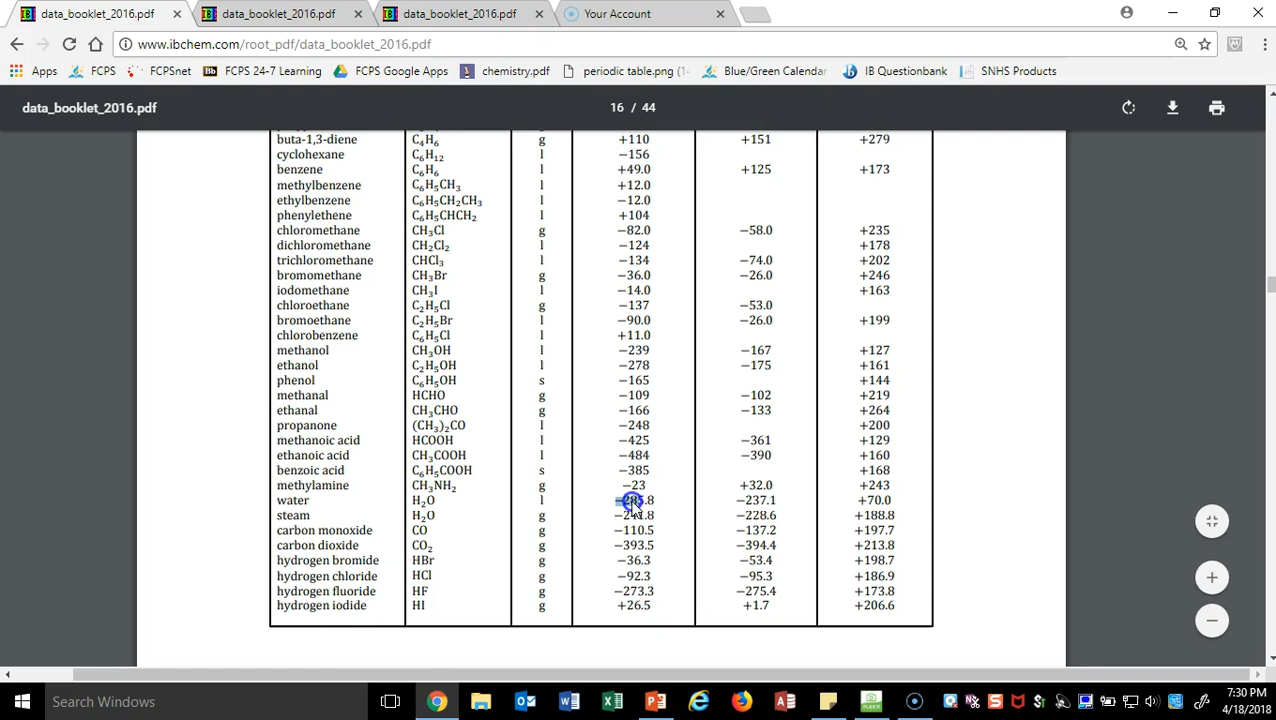 data_booklet_2016.pdf
data_booklet_2016.pdf
data_booklet_2016.pdf
Your Account
www.ibchem.com/root_pdf/data_booklet_2016.pdf
Apps FCPS FCPSnet Bb FCPS 24-7 Learning FCPS Google Apps chemistry.pdf periodic table.png (1- Blue/Green Calendar IB Questionbank SNHS Products
data_booklet_2016.pdf 16 / 44
buta-1,3-diene C₄H₆ g +110 +151 +279
cyclohexane C₆H₁₂ l −156
benzene C₆H₆ l +49.0 +125 +173
methylbenzene C₆H₅CH₃ l +12.0
ethylbenzene C₆H₅CH₂CH₃ l −12.0
phenylethene C₆H₅CHCH₂ l +104
chloromethane CH₃Cl g −82.0 −58.0 +235
dichloromethane CH₂Cl₂ l −124 +178
trichloromethane CHCl₃ l −134 −74.0 +202
bromomethane CH₃Br g −36.0 −26.0 +246
iodomethane CH₃I l −14.0 +163
chloroethane C₂H₅Cl g −137 −53.0
bromoethane C₂H₅Br l −90.0 −26.0 +199
chlorobenzene C₆H₅Cl l +11.0
methanol CH₃OH l −239 −167 +127
ethanol C₂H₅OH l −278 −175 +161
phenol C₆H₅OH s −165 +144
methanal HCHO g −109 −102 +219
ethanal CH₃CHO g −166 −133 +264
propanone (CH₃)₂CO l −248 +200
methanoic acid HCOOH l −425 −361 +129
ethanoic acid CH₃COOH l −484 −390 +160
benzoic acid C₆H₅COOH s −385 +168
methylamine CH₃NH₂ g −23 +32.0 +243
water H₂O l −285.8 −237.1 +70.0
steam H₂O g −228.6 +188.8
carbon monoxide CO g −110.5 −137.2 +197.7
carbon dioxide CO₂ g −393.5 −394.4 +213.8
hydrogen bromide HBr g −36.3 −53.4 +198.7
hydrogen chloride HCl g −92.3 −95.3 +186.9
hydrogen fluoride HF g −273.3 −275.4 +173.8
hydrogen iodide HI g +26.5 +1.7 +206.6
Search Windows
7:30 PM
4/18/2018